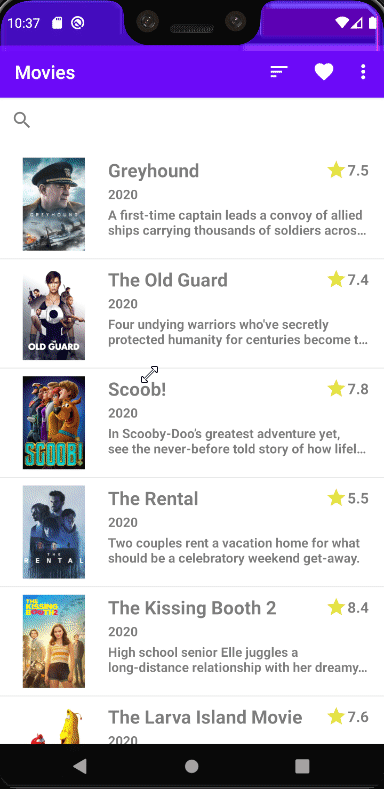 10:37
Movies
GREYHOUND
Greyhound
7.5
2020
A first-time captain leads a convoy of allied
ships carrying thousands of soldiers acros...
OLD GUARD
The Old Guard
7.4
2020
Four undying warriors who've secretly
protected humanity for centuries become t...
SCOOB!
Scoob!
7.8
2020
In Scooby-Doo's greatest adventure yet,
see the never-before told story of how lifel...
THE
RENTAL
The Rental
5.5
2020
Two couples rent a vacation home for what
should be a celebratory weekend get-away.
THE
KISSING
BOOTH 2
The Kissing Booth 2
8.4
2020
High school senior Elle juggles a
long-distance relationship with her dreamy...
The Larva Island Movie
7.6
2020